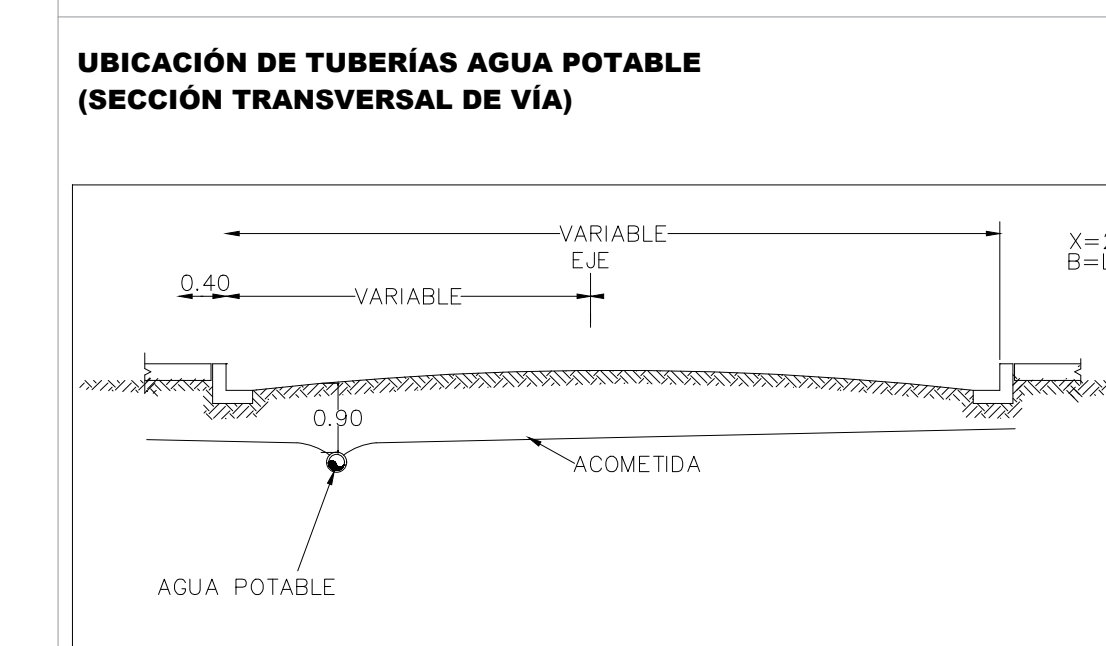 UBICACIÓN DE TUBERÍAS AGUA POTABLE
(SECCIÓN TRANSVERSAL DE VÍA)
VARIABLE
EJE
0.40
VARIABLE
X=
B=
0.90
ACOMETIDA
AGUA POTABLE